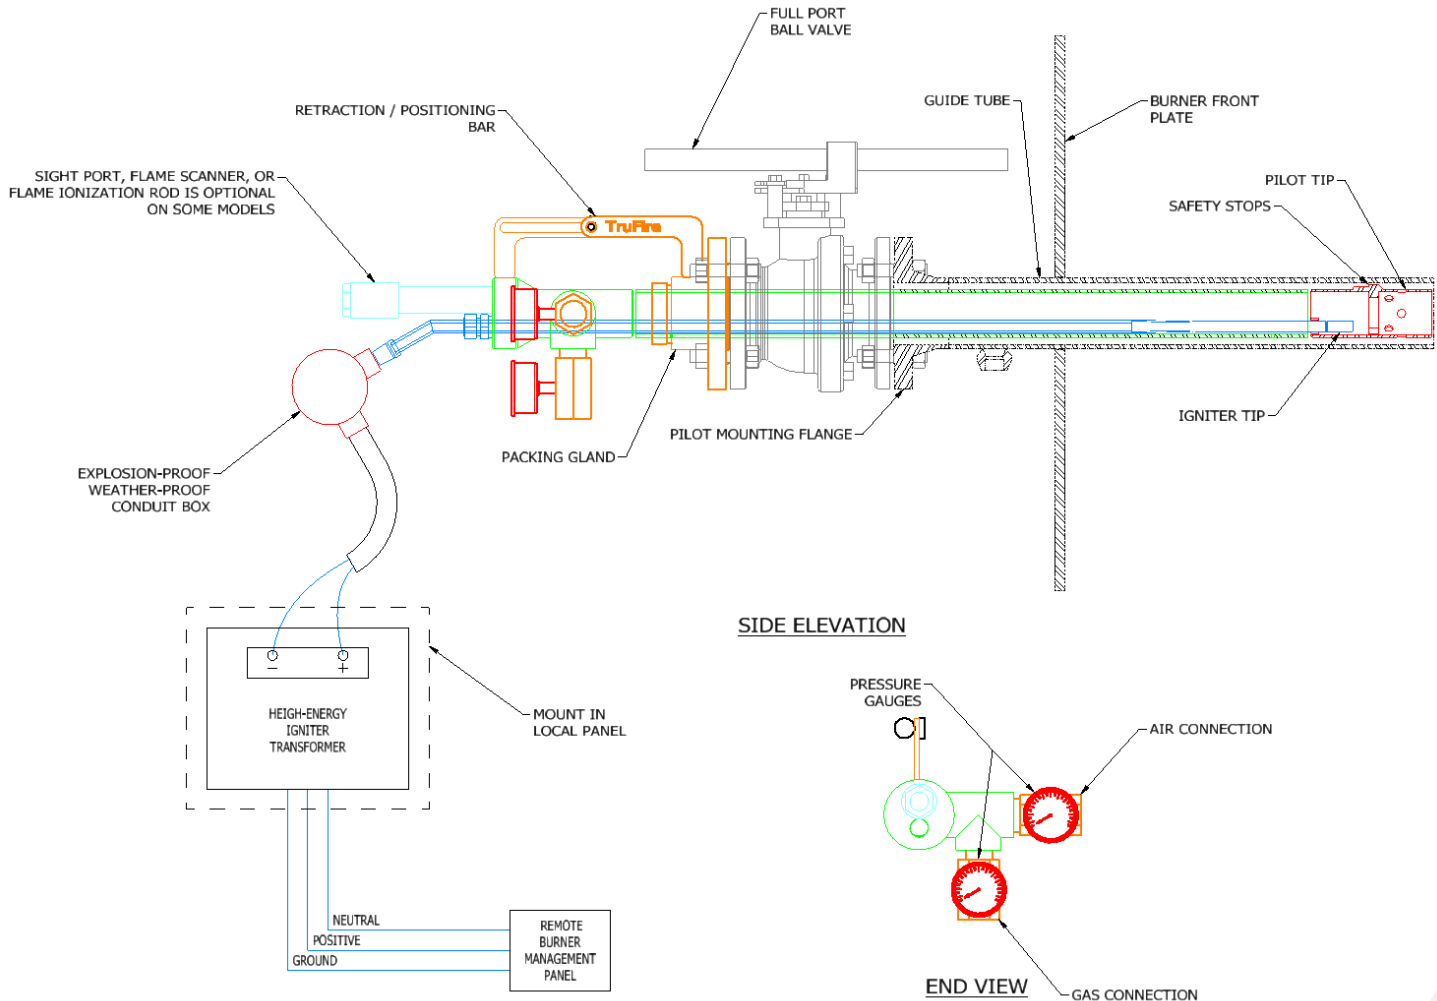 FULL PORT
BALL VALVE
RETRACTION / POSITIONING
BAR
GUIDE TUBE
BURNER FRONT
PLATE
SIGHT PORT, FLAME SCANNER, OR
FLAME IONIZATION ROD IS OPTIONAL
ON SOME MODELS
PILOT TIP
SAFETY STOPS
TruFire
IGNITER TIP
PILOT MOUNTING FLANGE
PACKING GLAND
EXPLOSION-PROOF
WEATHER-PROOF
CONDUIT BOX
SIDE ELEVATION
− +
HEIGH-ENERGY
IGNITER
TRANSFORMER
MOUNT IN
LOCAL PANEL
PRESSURE
GAUGES
AIR CONNECTION
NEUTRAL
POSITIVE
GROUND
REMOTE
BURNER
MANAGEMENT
PANEL
END VIEW
GAS CONNECTION